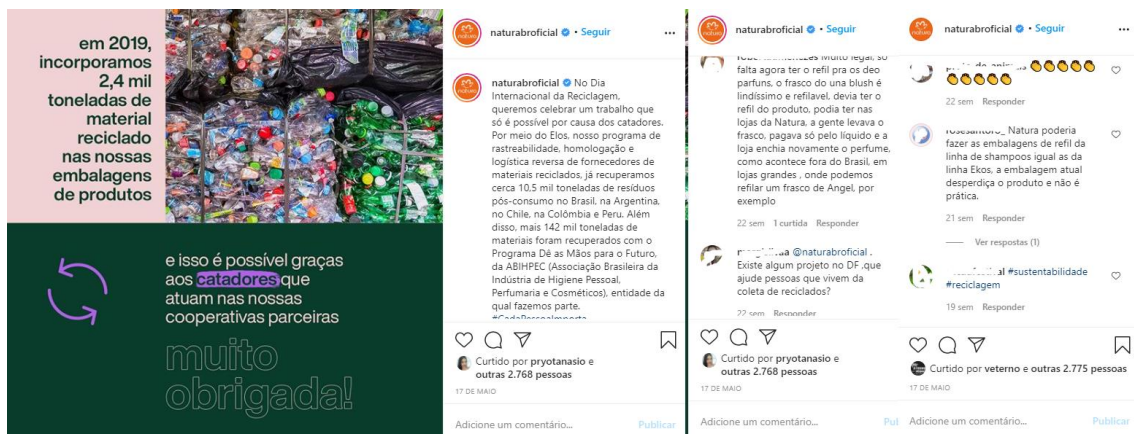 em 2019,
incorporamos
2,4 mil
toneladas de
material
reciclado
nas nossas
embalagens
de produtos
e isso é possível graças
aos catadores que
atuam nas nossas
cooperativas parceiras
muito
obrigada!
natura
naturabroficial • Seguir
naturabroficial No Dia
Internacional da Reciclagem,
queremos celebrar um trabalho que
só é possível por causa dos catadores.
Por meio do Elos, nosso programa de
rastreabilidade, homologação e
logística reversa de fornecedores de
materiais reciclados, já recuperamos
cerca 10,5 mil toneladas de resíduos
pós-consumo no Brasil, na Argentina,
no Chile, na Colômbia e Peru. Além
disso, mais 142 mil toneladas de
materiais foram recuperados com o
Programa Dê as Mãos para o Futuro,
da ABIHPEC (Associação Brasileira da
Indústria de Higiene Pessoal,
Perfumaria e Cosméticos), entidade da
qual fazemos parte.
#CadaPessoaImporta
Curtido por pryotanasio e
outras 2.768 pessoas
17 DE MAIO
Adicione um comentário... Publicar
natura
naturabroficial • Seguir
Muito legal, só
falta agora ter o refil pra os deo
parfuns, o frasco do una blush é
lindíssimo e refilavel, devia ter o
refil do produto, podia ter nas
lojas da Natura, a gente levava o
frasco, pagava só pelo líquido e a
loja enchia novamente o perfume,
como acontece fora do Brasil, em
lojas grandes , onde podemos
refilar um frasco de Angel, por
exemplo
22 sem 1 curtida Responder
@naturabroficial .
Existe algum projeto no DF .que
ajude pessoas que vivem da
coleta de reciclados?
22 sem Responder
Curtido por pryotanasio e
outras 2.768 pessoas
17 DE MAIO
Adicione um comentário... Pul
natura
naturabroficial • Seguir
👏👏👏👏👏
👏👏👏👏👏
22 sem Responder
Natura poderia
fazer as embalagens de refil da
linha de shampoos igual as da
linha Ekos, a embalagem atual
desperdiça o produto e não é
prática.
21 sem Responder
Ver respostas (1)
#sustentabilidade
#reciclagem
19 sem Responder
Curtido por veterno e outras 2.775 pessoas
17 DE MAIO
Adicione um comentário... Publicar